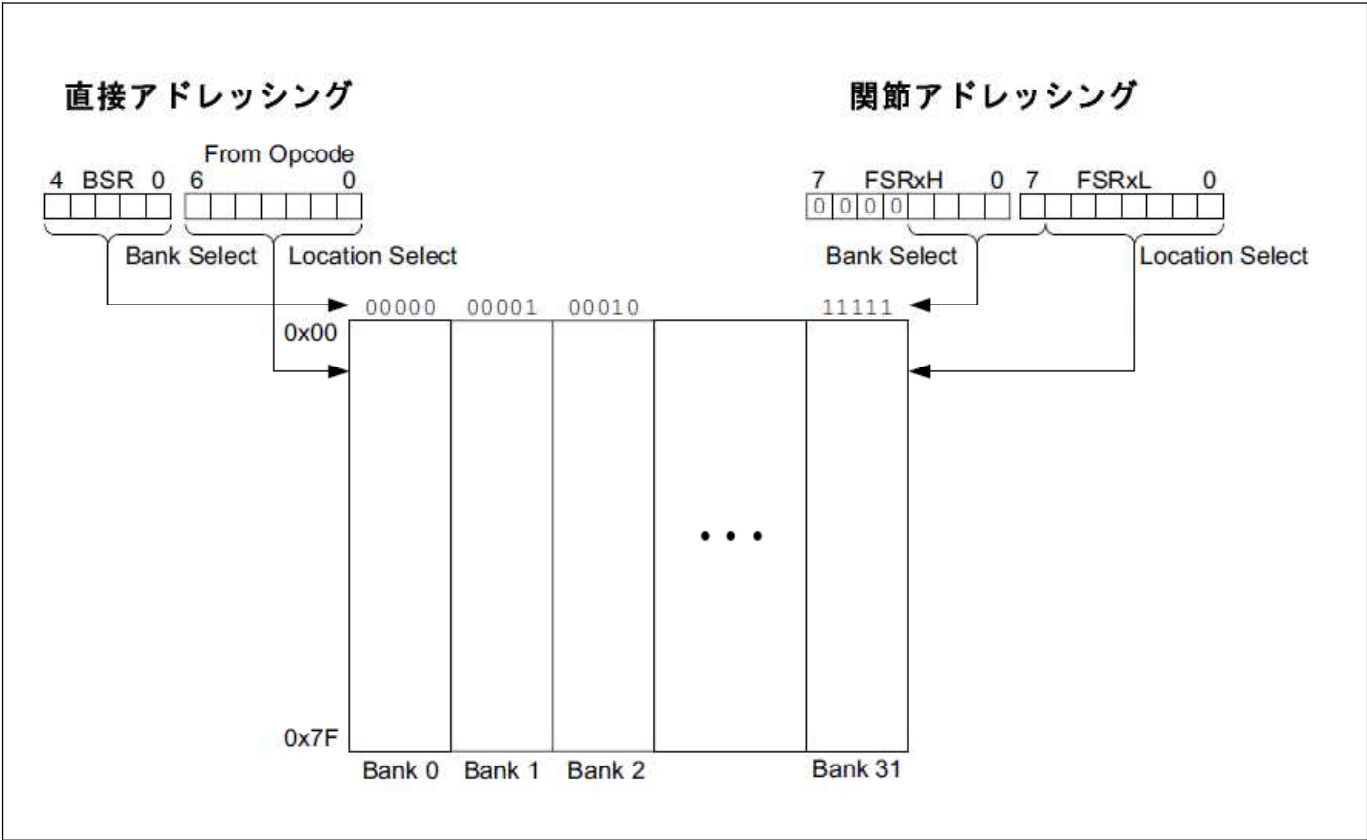 直接アドレッシング
関節アドレッシング
From Opcode
4 BSR 0 6 0
7 FSRxH 0 7 FSRxL 0
0 0 0 0
Bank Select Location Select
Bank Select Location Select
00000 00001 00010 11111
0x00
• • •
0x7F
Bank 0 Bank 1 Bank 2 Bank 31